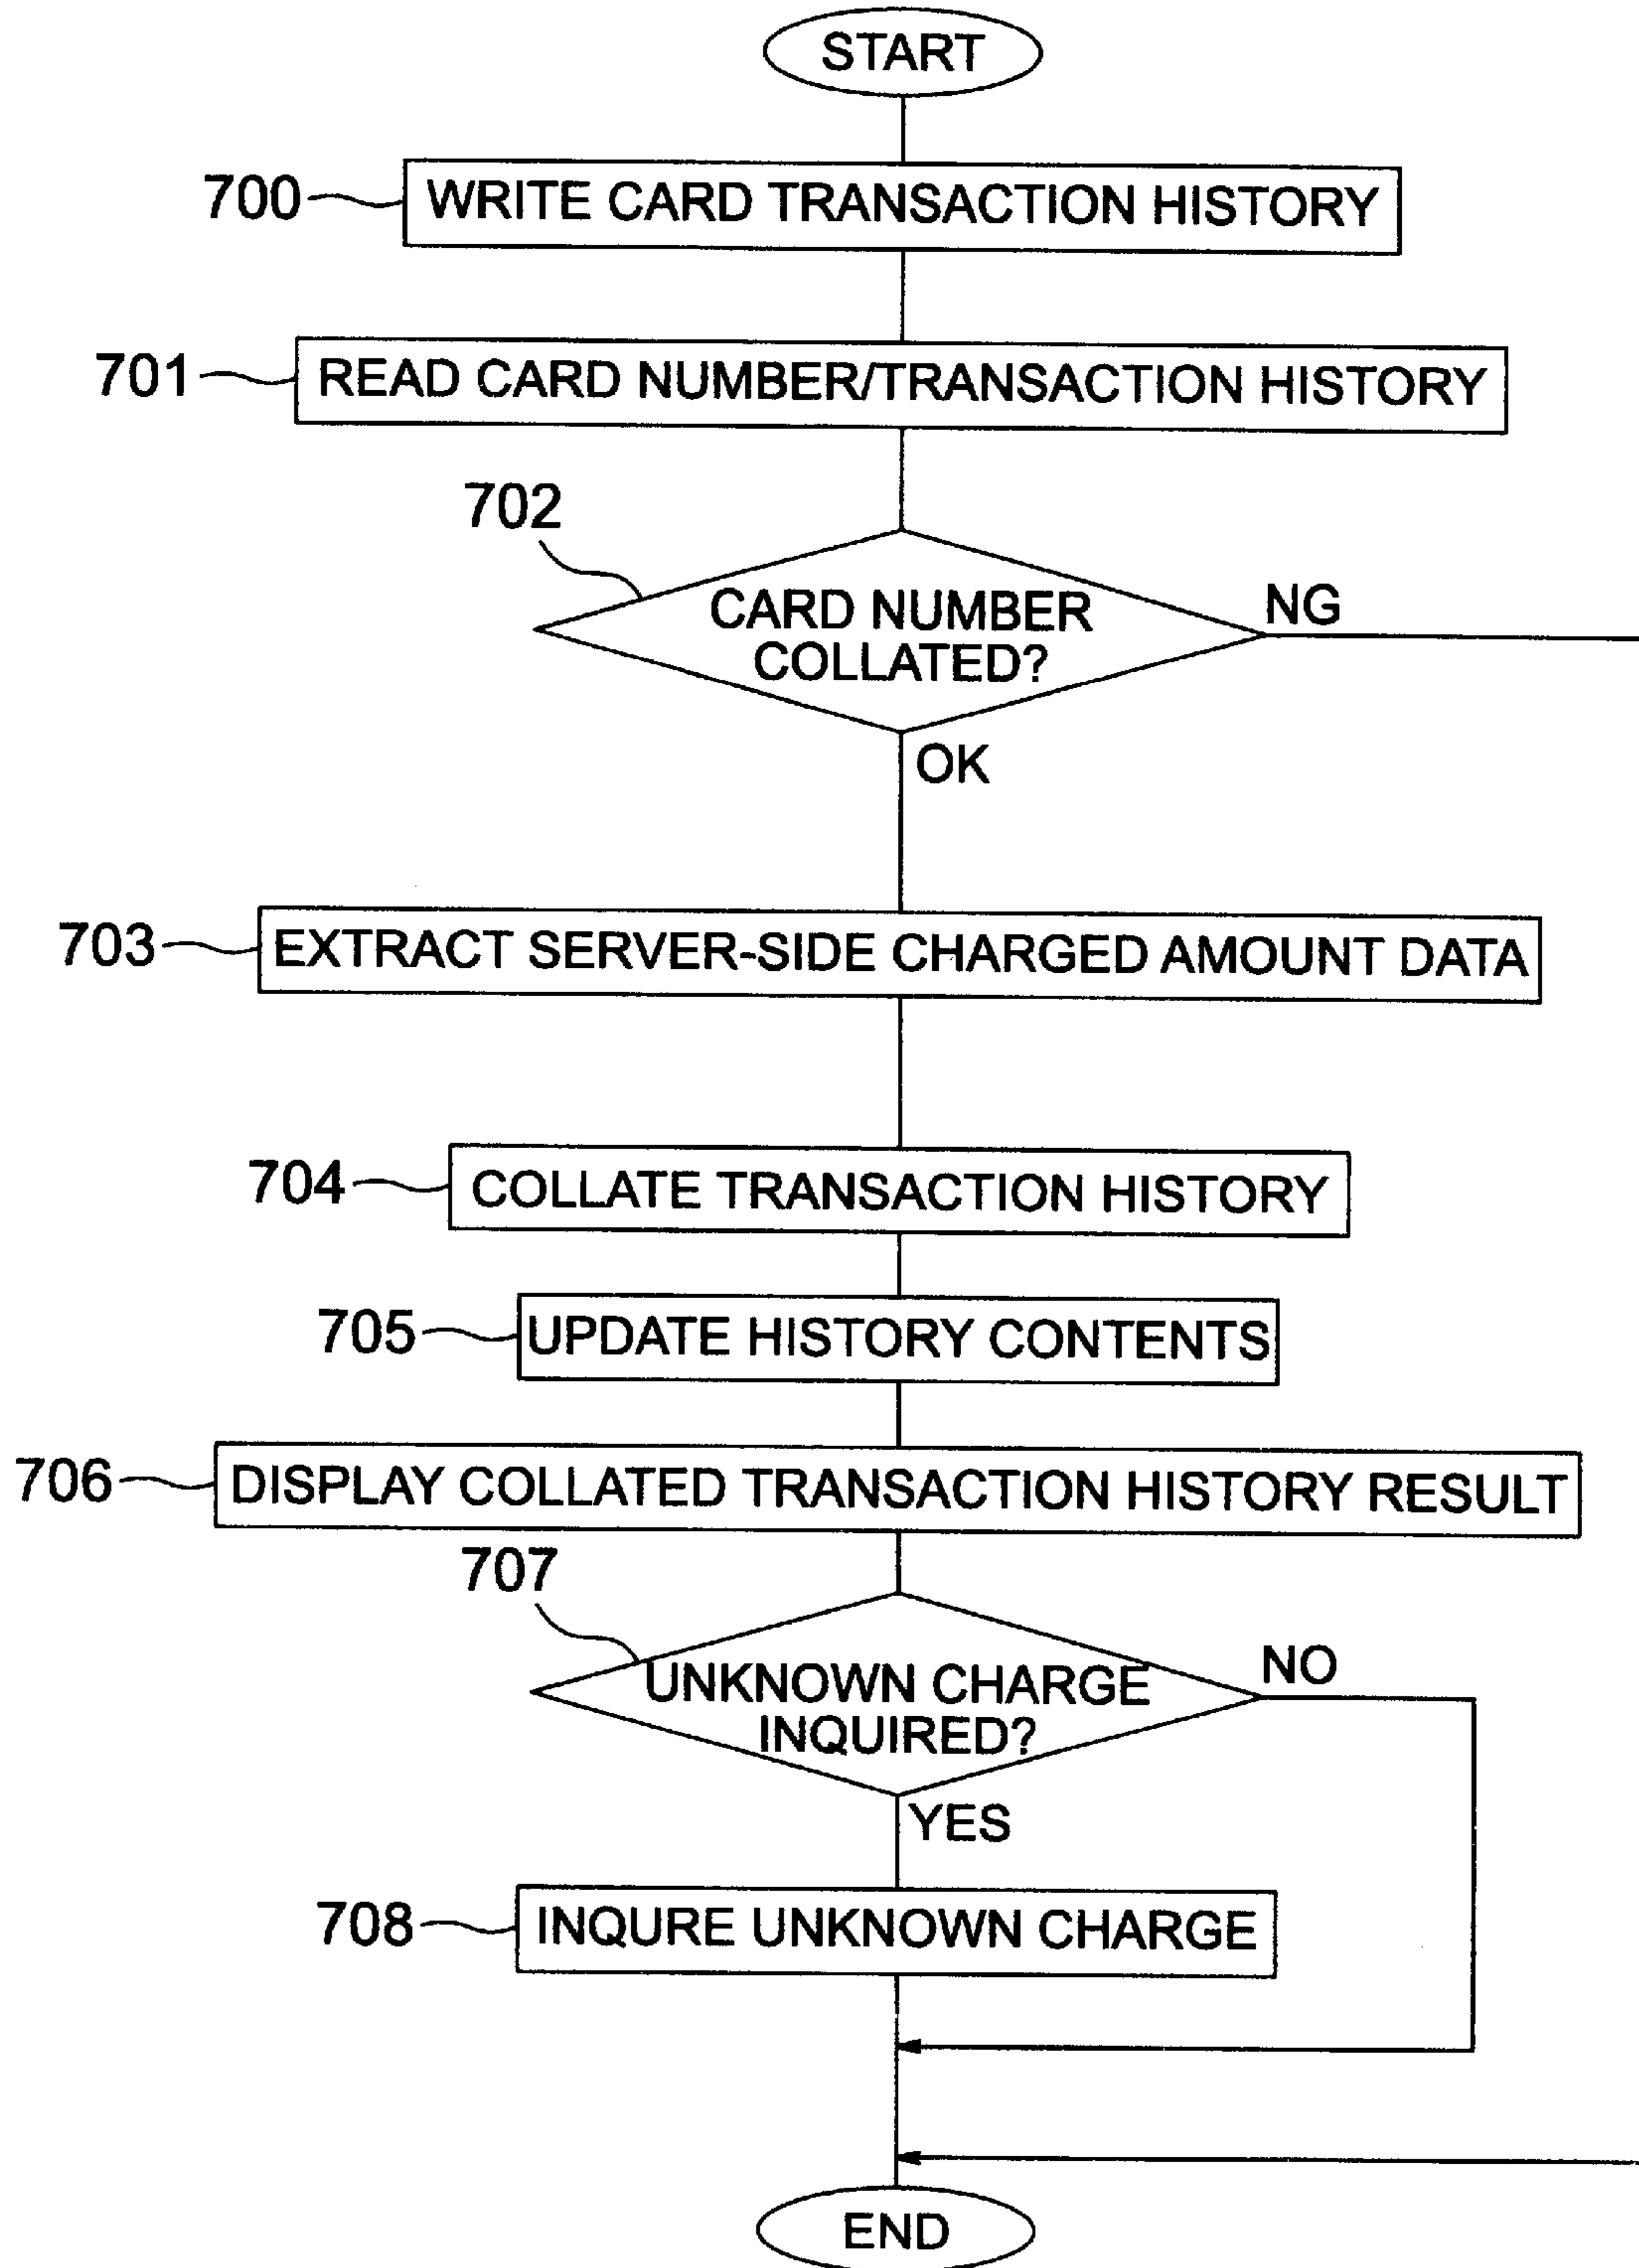 START
700
WRITE CARD TRANSACTION HISTORY
701
READ CARD NUMBER/TRANSACTION HISTORY
702
CARD NUMBER
COLLATED?
NG
OK
703
EXTRACT SERVER-SIDE CHARGED AMOUNT DATA
704
COLLATE TRANSACTION HISTORY
705
UPDATE HISTORY CONTENTS
706
DISPLAY COLLATED TRANSACTION HISTORY RESULT
707
UNKNOWN CHARGE
INQUIRED?
NO
YES
708
INQURE UNKNOWN CHARGE
END